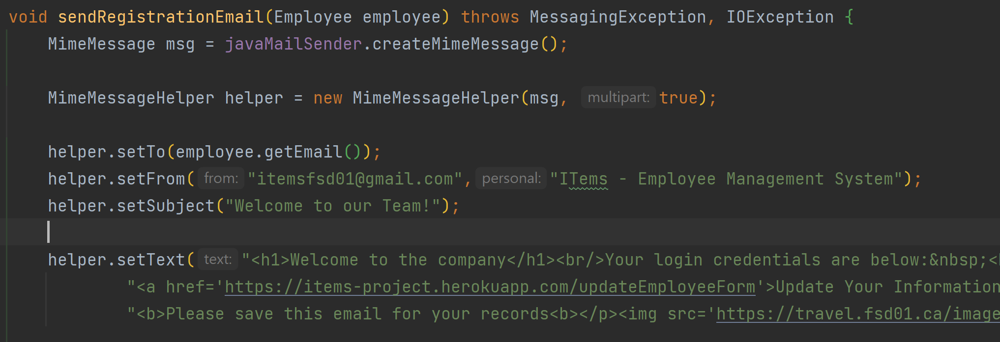 void sendRegistrationEmail(Employee employee) throws MessagingException, IOException {
MimeMessage msg = javaMailSender.createMimeMessage();
MimeMessageHelper helper = new MimeMessageHelper(msg, multipart: true);
helper.setTo(employee.getEmail());
helper.setFrom( from: "itemsfsd01@gmail.com", personal: "ITems - Employee Management System");
helper.setSubject("Welcome to our Team!");
helper.setText( text: "<h1>Welcome to the company</h1><br/>Your login credentials are below:&nbsp;<
"<a href='https://items-project.herokuapp.com/updateEmployeeForm'>Update Your Information
"<b>Please save this email for your records<b></p><img src='https://travel.fsd01.ca/image